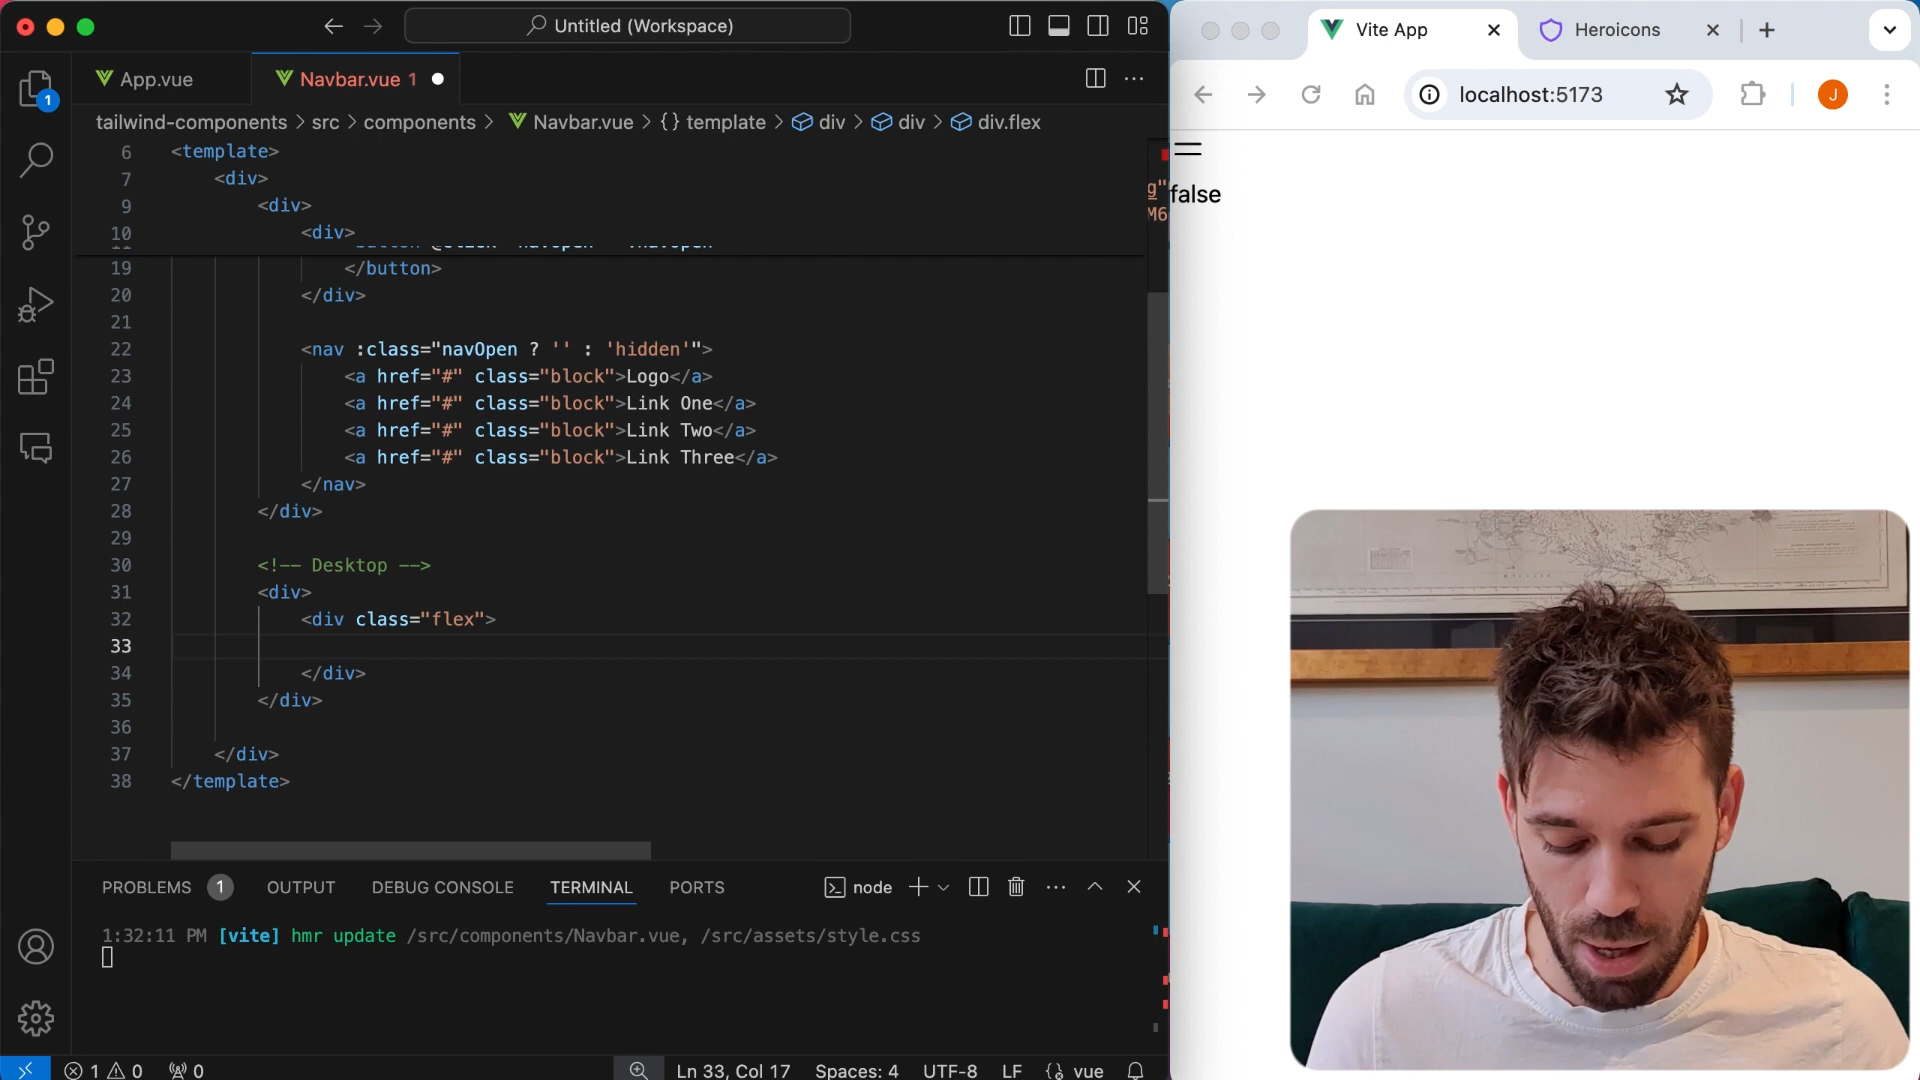 Untitled (Workspace)
Vite App
Heroicons
App.vue
Navbar.vue 1
localhost:5173
J
1
tailwind-components > src > components > Navbar.vue > {} template > div > div > div.flex
6 <template>
7 <div>
9 <div>
10 <div>
19 </button>
20 </div>
21
22 <nav :class="navOpen ? '' : 'hidden'">
23 <a href="#" class="block">Logo</a>
24 <a href="#" class="block">Link One</a>
25 <a href="#" class="block">Link Two</a>
26 <a href="#" class="block">Link Three</a>
27 </nav>
28 </div>
29
30 <!-- Desktop -->
31 <div>
32 <div class="flex">
33
34 </div>
35 </div>
36
37 </div>
38 </template>
g"
M6
false
PROBLEMS 1 OUTPUT DEBUG CONSOLE TERMINAL PORTS node
1:32:11 PM [vite] hmr update /src/components/Navbar.vue, /src/assets/style.css
1 0 0 Ln 33, Col 17 Spaces: 4 UTF-8 LF vue